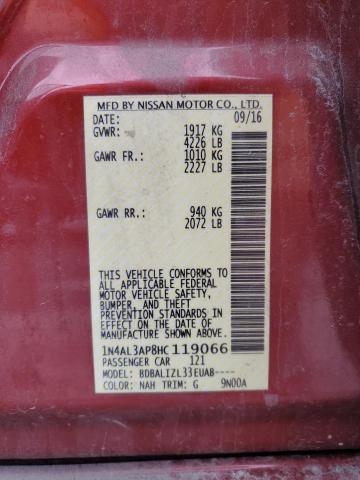 MFD BY NISSAN MOTOR CO., LTD.
DATE: 09/16
GVWR: 1917 KG
4226 LB
GAWR FR.: 1010 KG
2227 LB
GAWR RR.: 940 KG
2072 LB
THIS VEHICLE CONFORMS TO
ALL APPLICABLE FEDERAL
MOTOR VEHICLE SAFETY,
BUMPER, AND THEFT
PREVENTION STANDARDS IN
EFFECT ON THE DATE OF
MANUFACTURE SHOWN ABOVE.
1N4AL3AP8HC 119066
PASSENGER CAR 121
MODEL: BDBALIZL33EUAB----
COLOR: NAH TRIM: G 9N00A